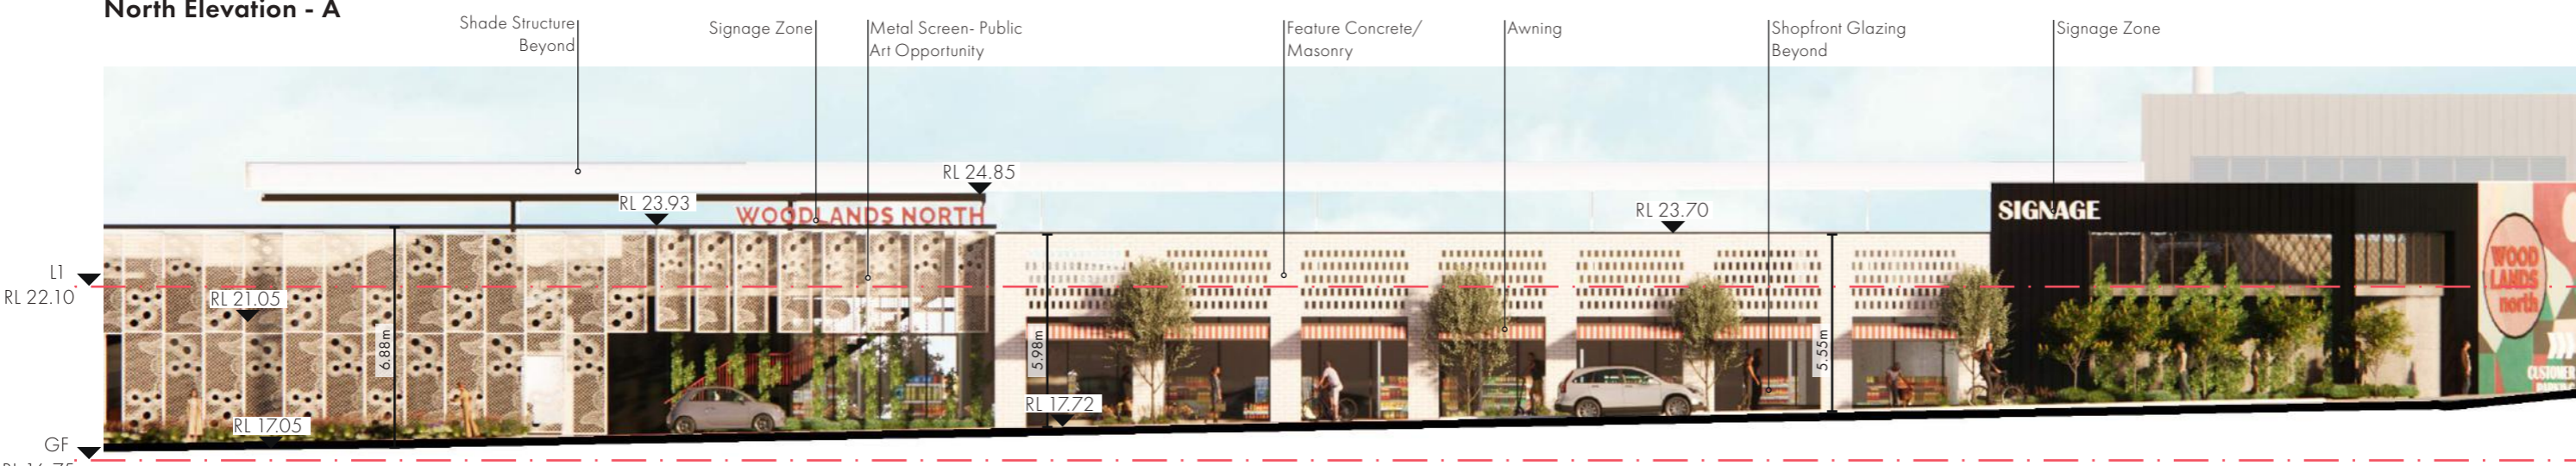 North Elevation - A
Shade Structure
Beyond
Signage Zone
Metal Screen- Public
Art Opportunity
Feature Concrete/
Masonry
Awning
Shopfront Glazing
Beyond
Signage Zone
RL 24.85
RL 23.93
WOODLANDS NORTH
RL 23.70
SIGNAGE
WOOD
LANDS
north
L1
RL 22.10
RL 21.05
6.88m
5.98m
5.55m
CUSTOMER
RL 17.72
RL 17.05
GF